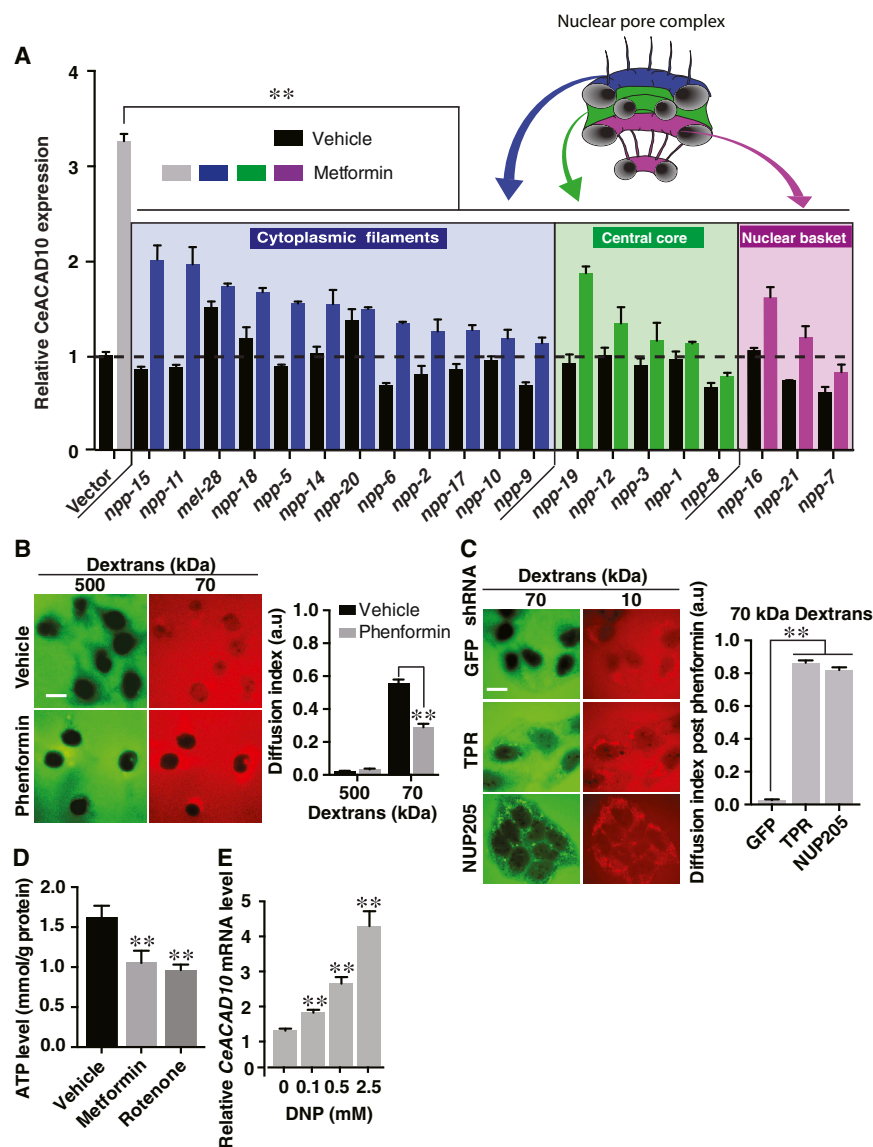 Nuclear pore complex
A
Relative CeACAD10 expression
4
3
2
1
0
**
Vehicle
Metformin
Cytoplasmic filaments
Central core
Nuclear basket
Vector
npp-15
npp-11
mel-28
npp-18
npp-5
npp-14
npp-20
npp-6
npp-2
npp-17
npp-10
npp-9
npp-19
npp-12
npp-3
npp-1
npp-8
npp-16
npp-21
npp-7
B
Dextrans (kDa)
500 70
Vehicle
Phenformin
Diffusion index (a.u)
1.0
0.8
0.6
0.4
0.2
0.0
Vehicle
Phenformin
**
500 70
Dextrans (kDa)
C
Dextrans (kDa)
shRNA
70 10
GFP
TPR
NUP205
70 kDa Dextrans
Diffusion index post phenformin (a.u)
1.0
0.8
0.6
0.4
0.2
0.0
**
GFP
TPR
NUP205
D
ATP level (mmol/g protein)
2.0
1.5
1.0
0.5
0.0
**
**
Vehicle
Metformin
Rotenone
E
Relative CeACAD10 mRNA level
5
4
3
2
1
0
**
**
**
0 0.1 0.5 2.5
DNP (mM)